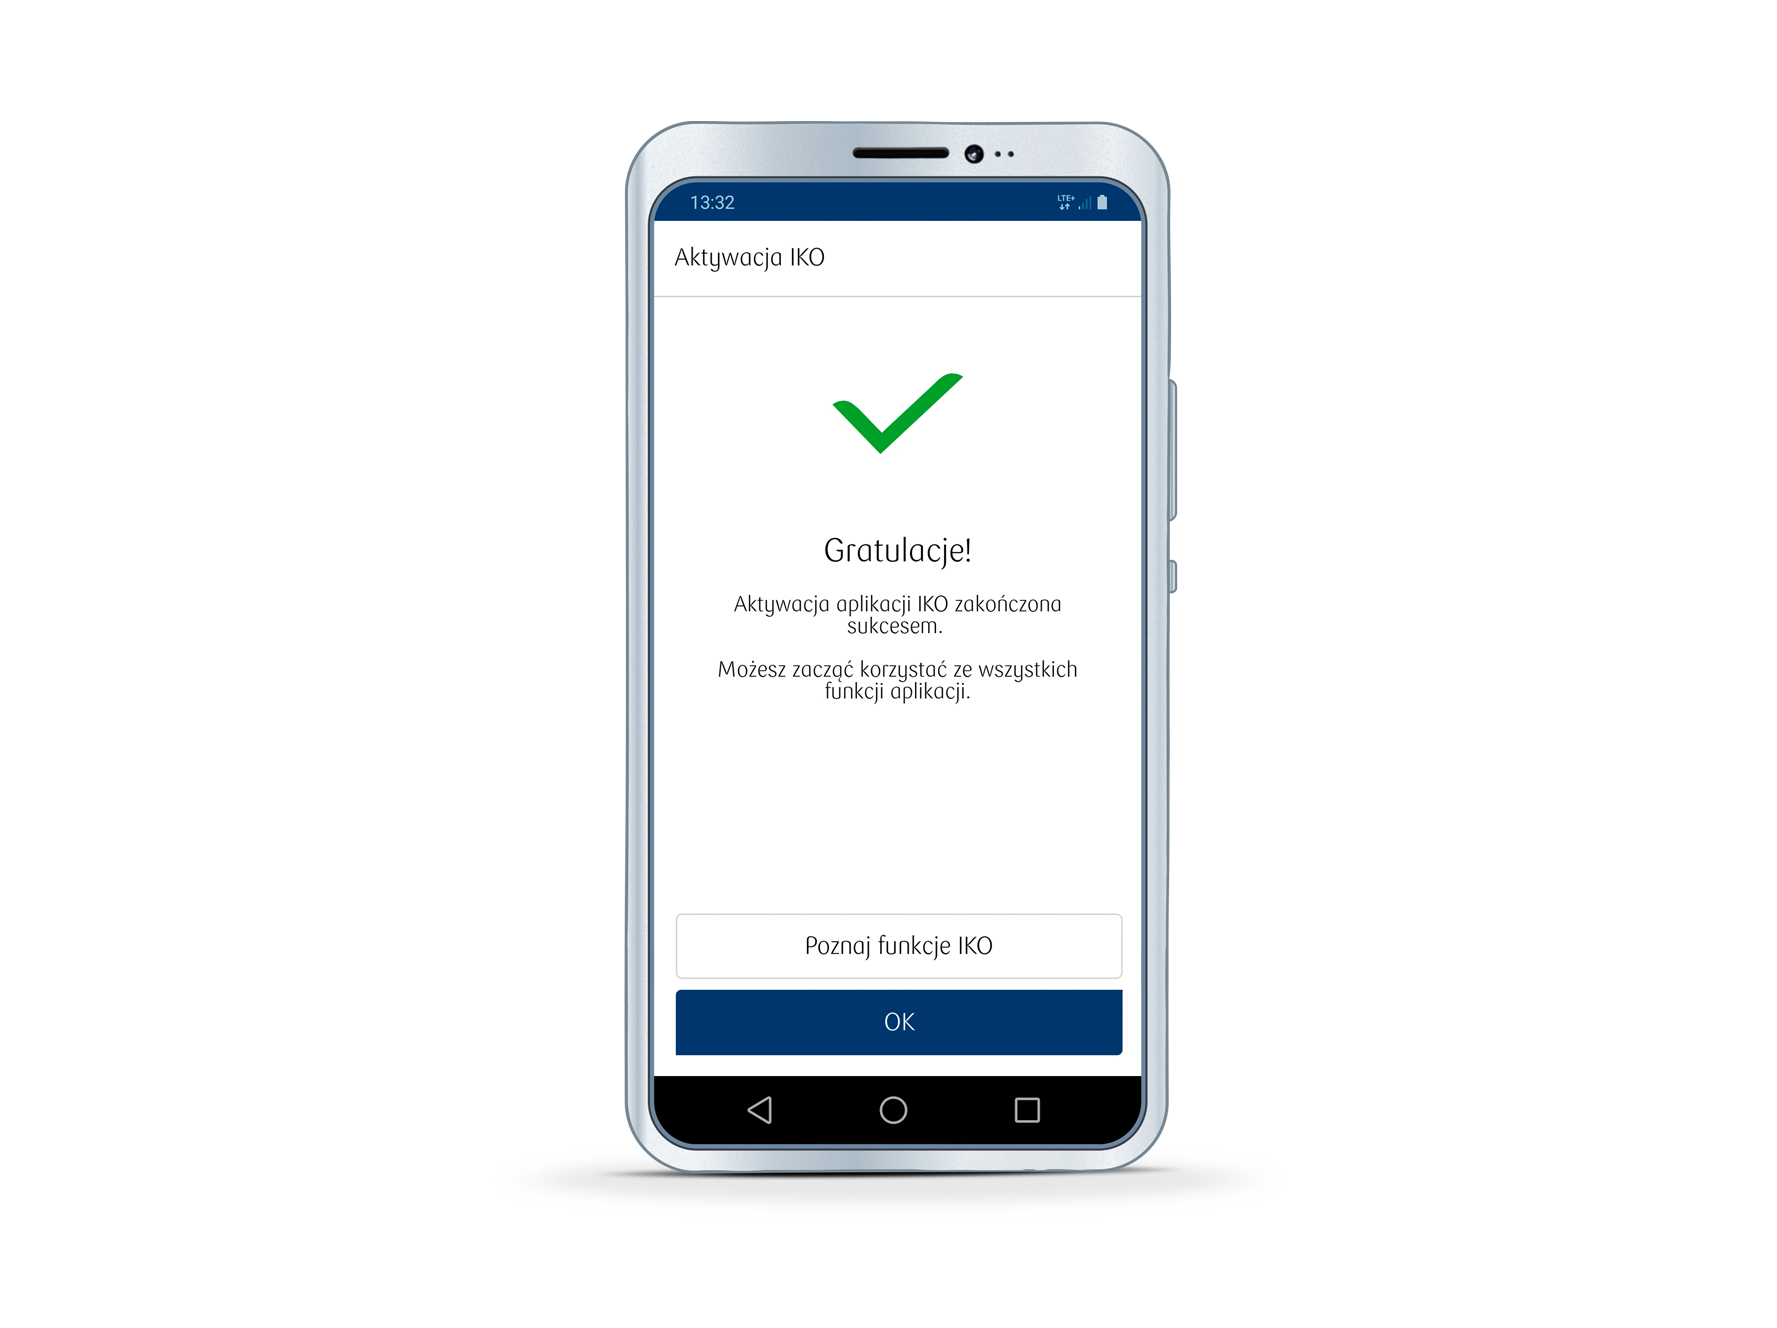 13:32
LTE+
Aktywacja IKO
Gratulacje!
Aktywacja aplikacji IKO zakończona
sukcesem.
Możesz zacząć korzystać ze wszystkich
funkcji aplikacji.
Poznaj funkcje IKO
OK